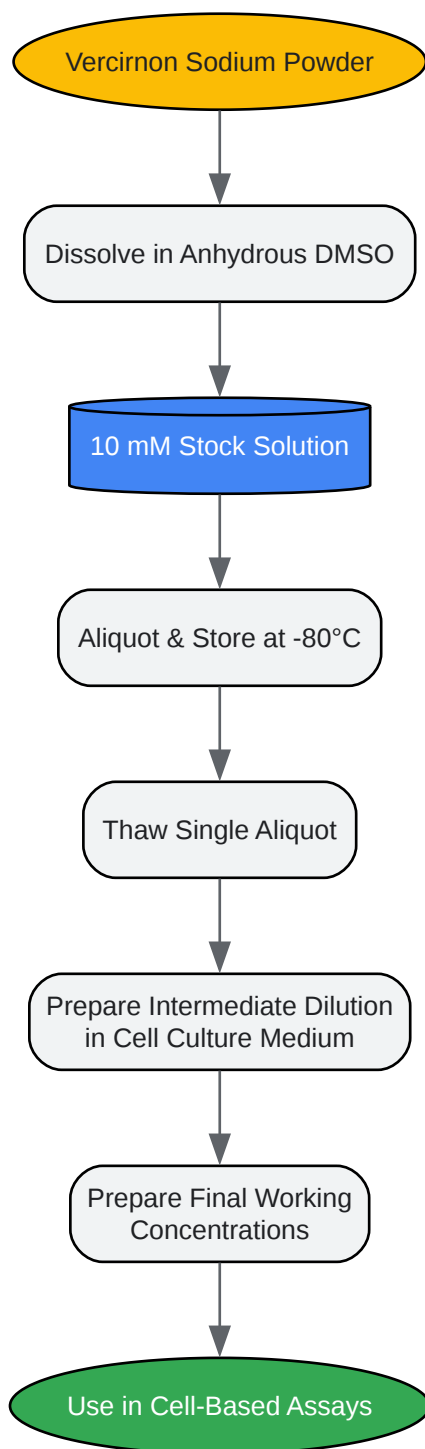 Vercirnon Sodium Powder
Dissolve in Anhydrous DMSO
10 mM Stock Solution
Aliquot & Store at -80°C
Thaw Single Aliquot
Prepare Intermediate Dilution
in Cell Culture Medium
Prepare Final Working
Concentrations
Use in Cell-Based Assays